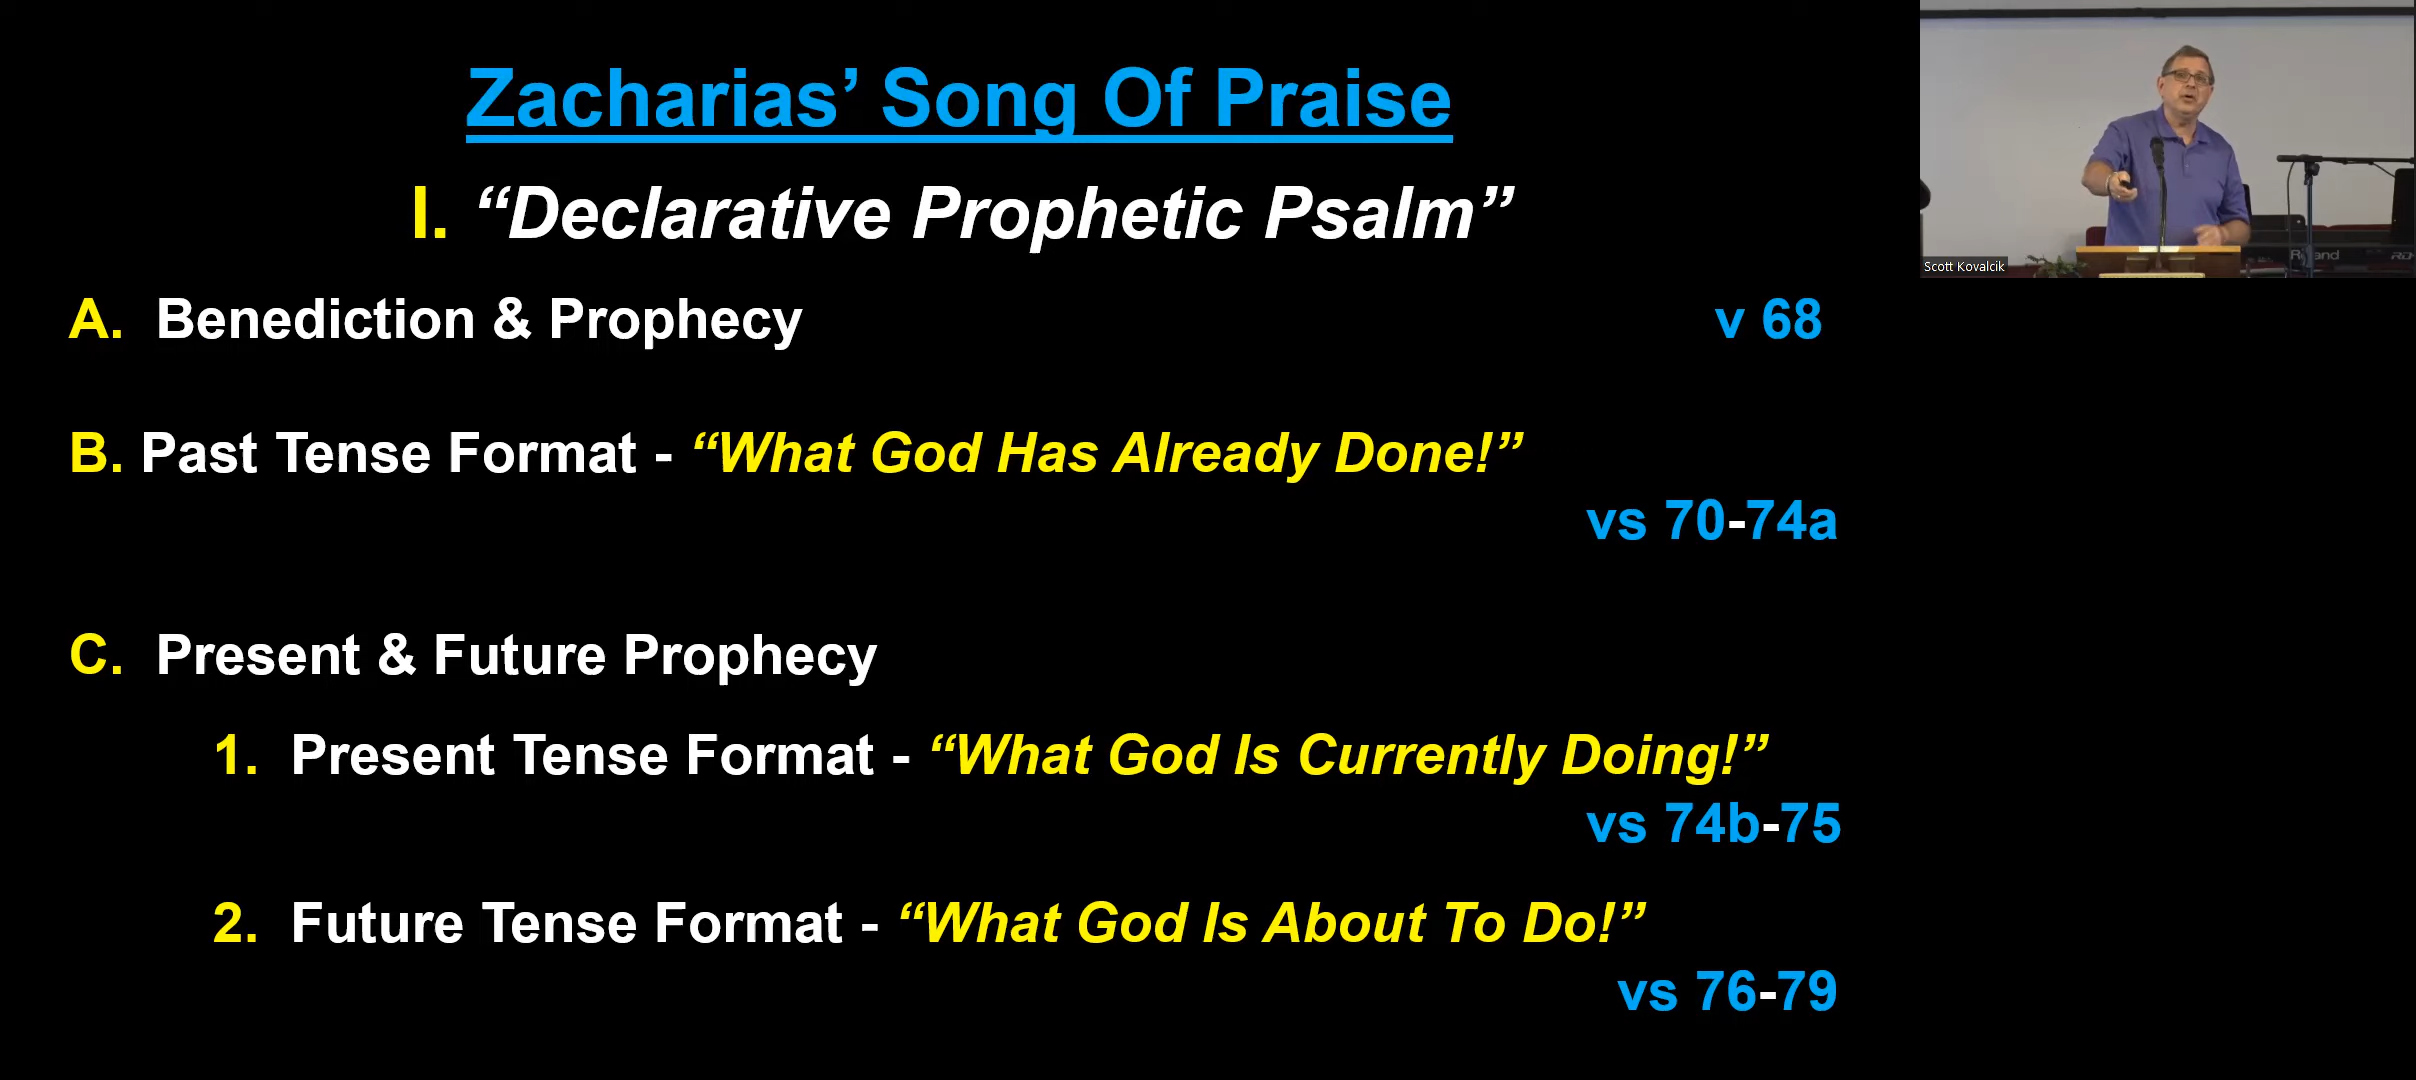 Zacharias’ Song Of Praise
I. “Declarative Prophetic Psalm”
A. Benediction & Prophecy v 68
B. Past Tense Format - “What God Has Already Done!”
vs 70-74a
C. Present & Future Prophecy
1. Present Tense Format - “What God Is Currently Doing!”
vs 74b-75
2. Future Tense Format - “What God Is About To Do!”
vs 76-79
Scott Kovalcik
Roland
RD